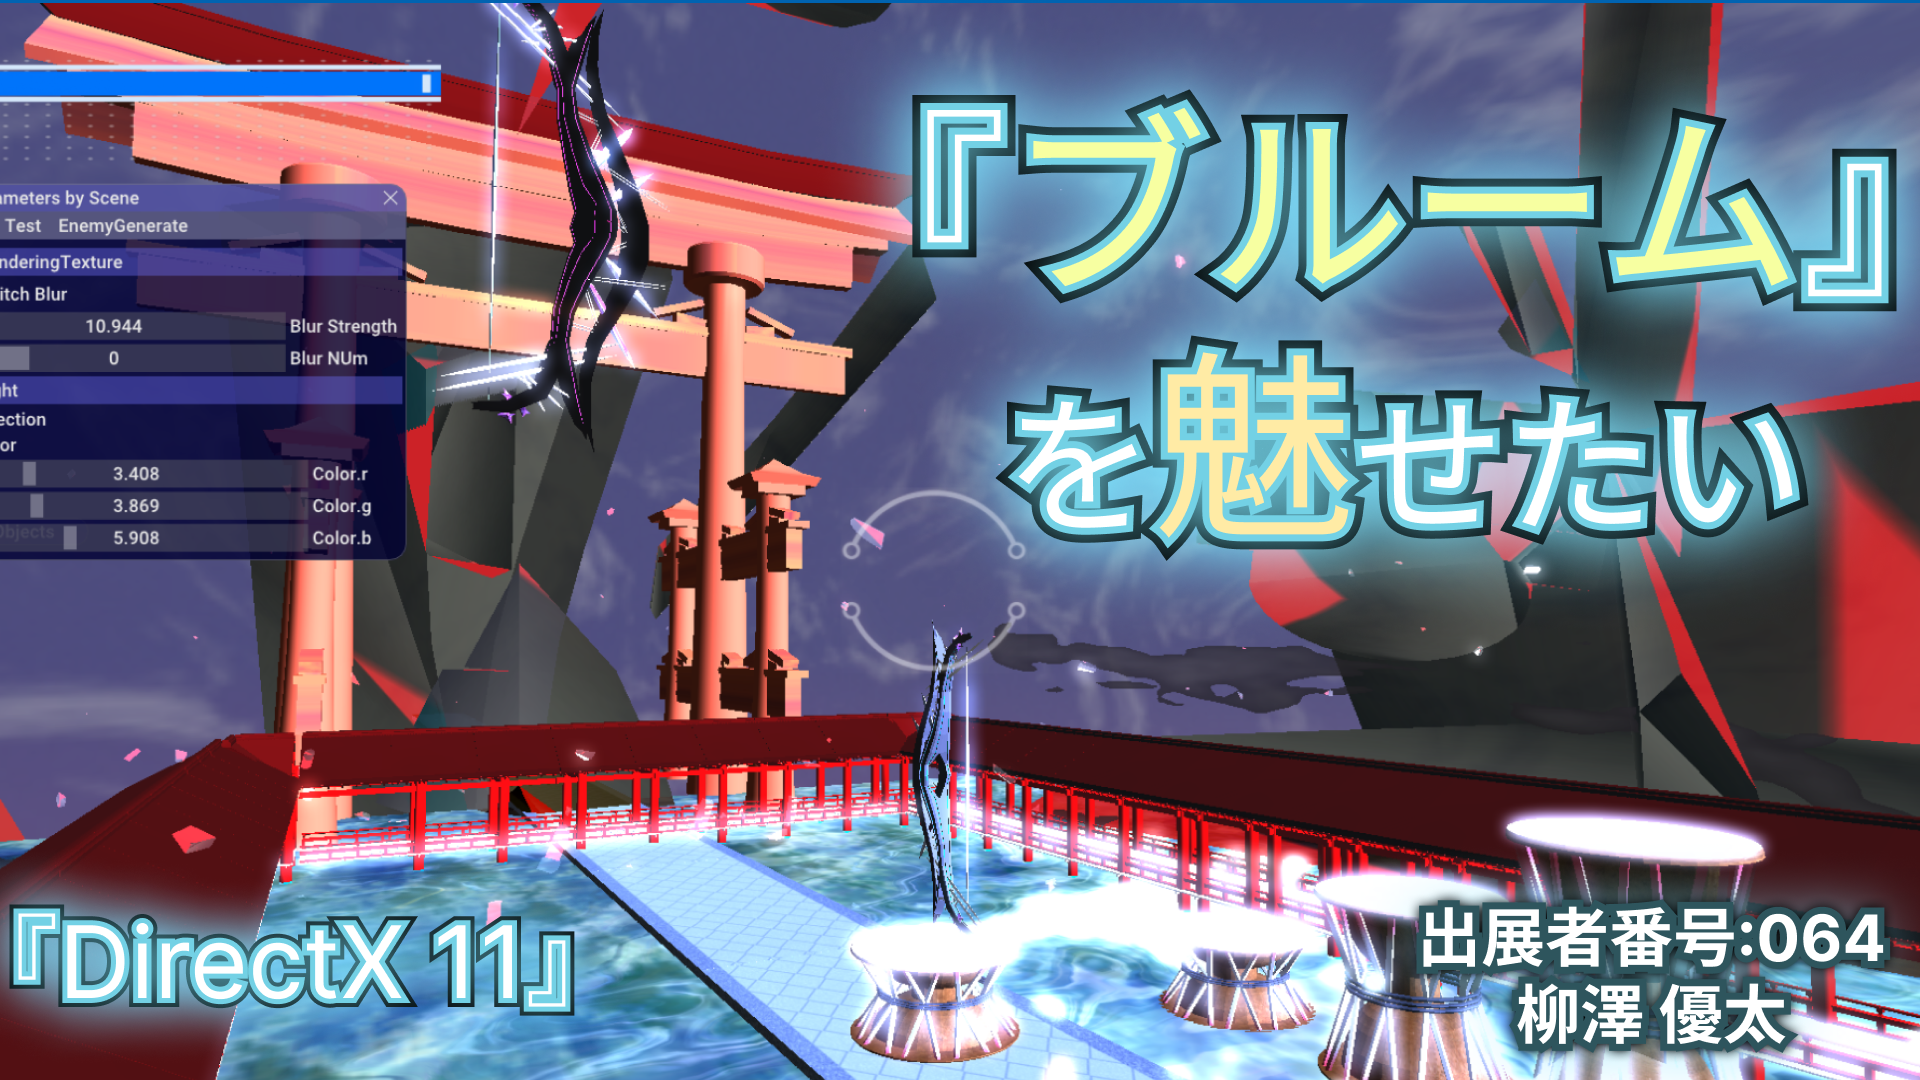 『ブルーム』
を魅せたい
ameters by Scene
Test EnemyGenerate
nderingTexture
itch Blur
10.944 Blur Strength
0 Blur NUm
ght
ection
or
3.408 Color.r
3.869 Color.g
Objects
5.908 Color.b
『DirectX 11』
出展者番号:064
柳澤 優太